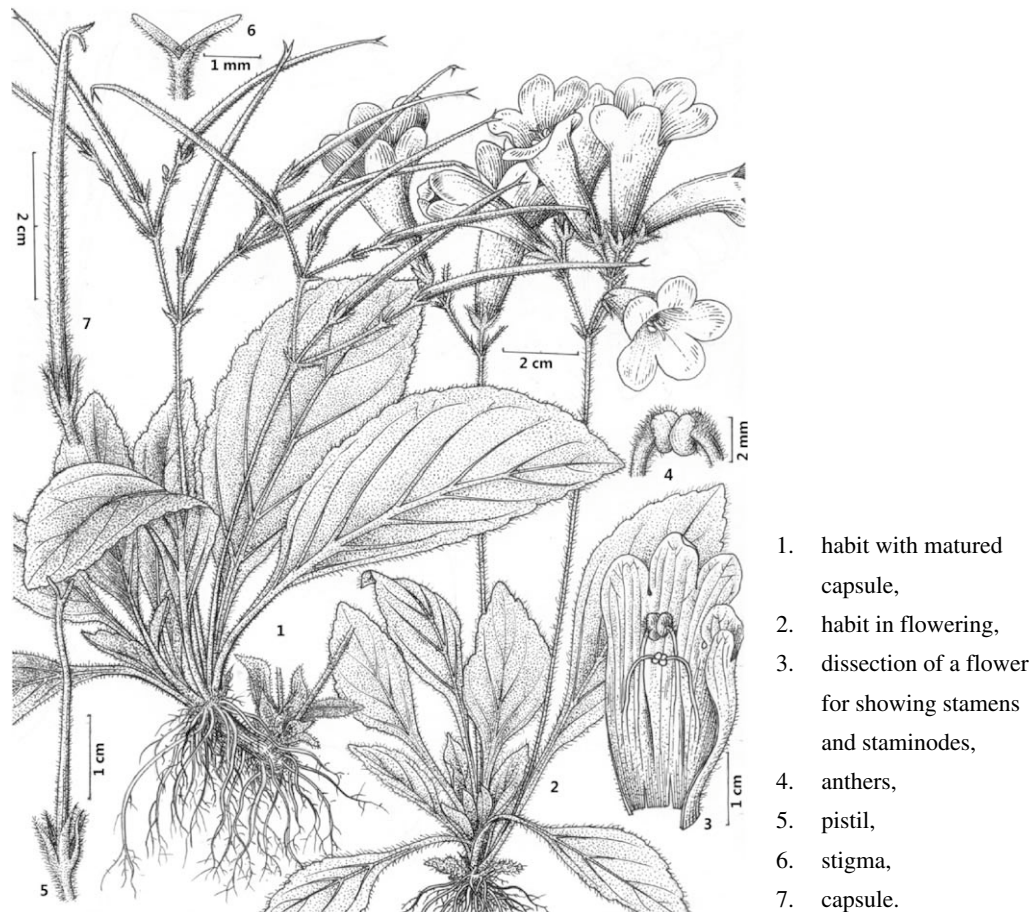 6
1 mm
2 cm
7
2 cm
2 mm
4
1
1 cm
2
1 cm
3
5
1. habit with matured
capsule,
2. habit in flowering,
3. dissection of a flower
for showing stamens
and staminodes,
4. anthers,
5. pistil,
6. stigma,
7. capsule.